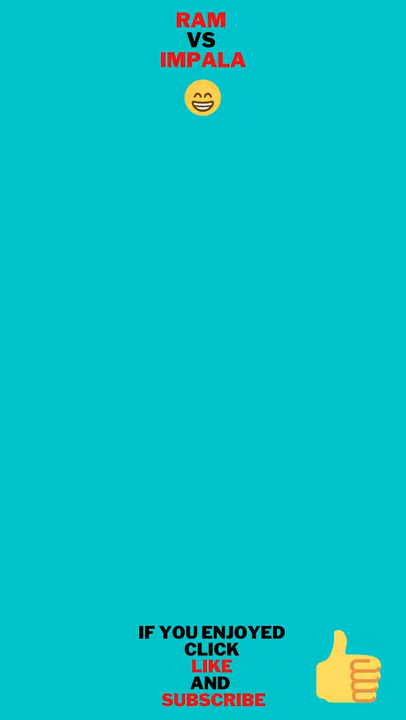 RAM
VS
IMPALA
IF YOU ENJOYED
CLICK
LIKE
AND
SUBSCRIBE